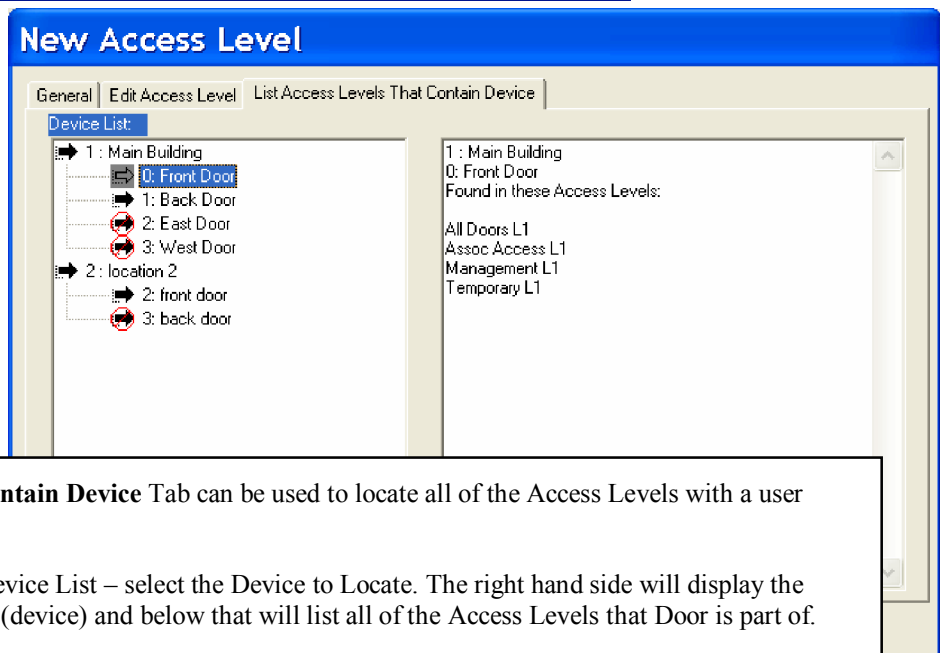 New Access Level
General Edit Access Level List Access Levels That Contain Device
Device List:
1 : Main Building
0: Front Door
1: Back Door
2: East Door
3: West Door
2 : location 2
2: front door
3: back door
1 : Main Building
0: Front Door
Found in these Access Levels:
All Doors L1
Assoc Access L1
Management L1
Temporary L1
ntain Device Tab can be used to locate all of the Access Levels with a user
evice List – select the Device to Locate. The right hand side will display the
(device) and below that will list all of the Access Levels that Door is part of.